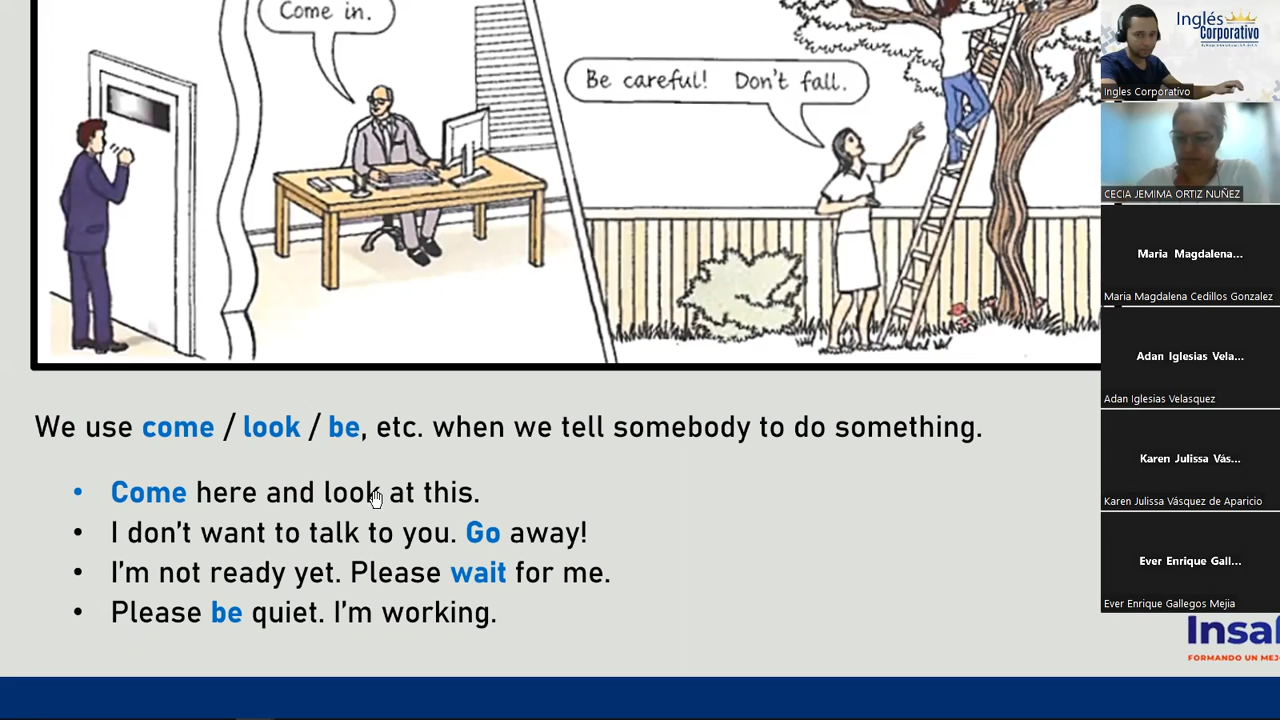 Come in.
Be careful! Don't fall.
We use come / look / be, etc. when we tell somebody to do something.
• Come here and look at this.
• I don't want to talk to you. Go away!
• I'm not ready yet. Please wait for me.
• Please be quiet. I'm working.
Inglés
Corporativo
Ingles Corporativo
CECIA JEMIMA ORTIZ NUÑEZ
Maria Magdalena...
Maria Magdalena Cedillos Gonzalez
Adan Iglesias Vela...
Adan Iglesias Velasquez
Karen Julissa Vás...
Karen Julissa Vásquez de Aparicio
Ever Enrique Gall...
Ever Enrique Gallegos Mejia
Insaf
FORMANDO UN MEJ